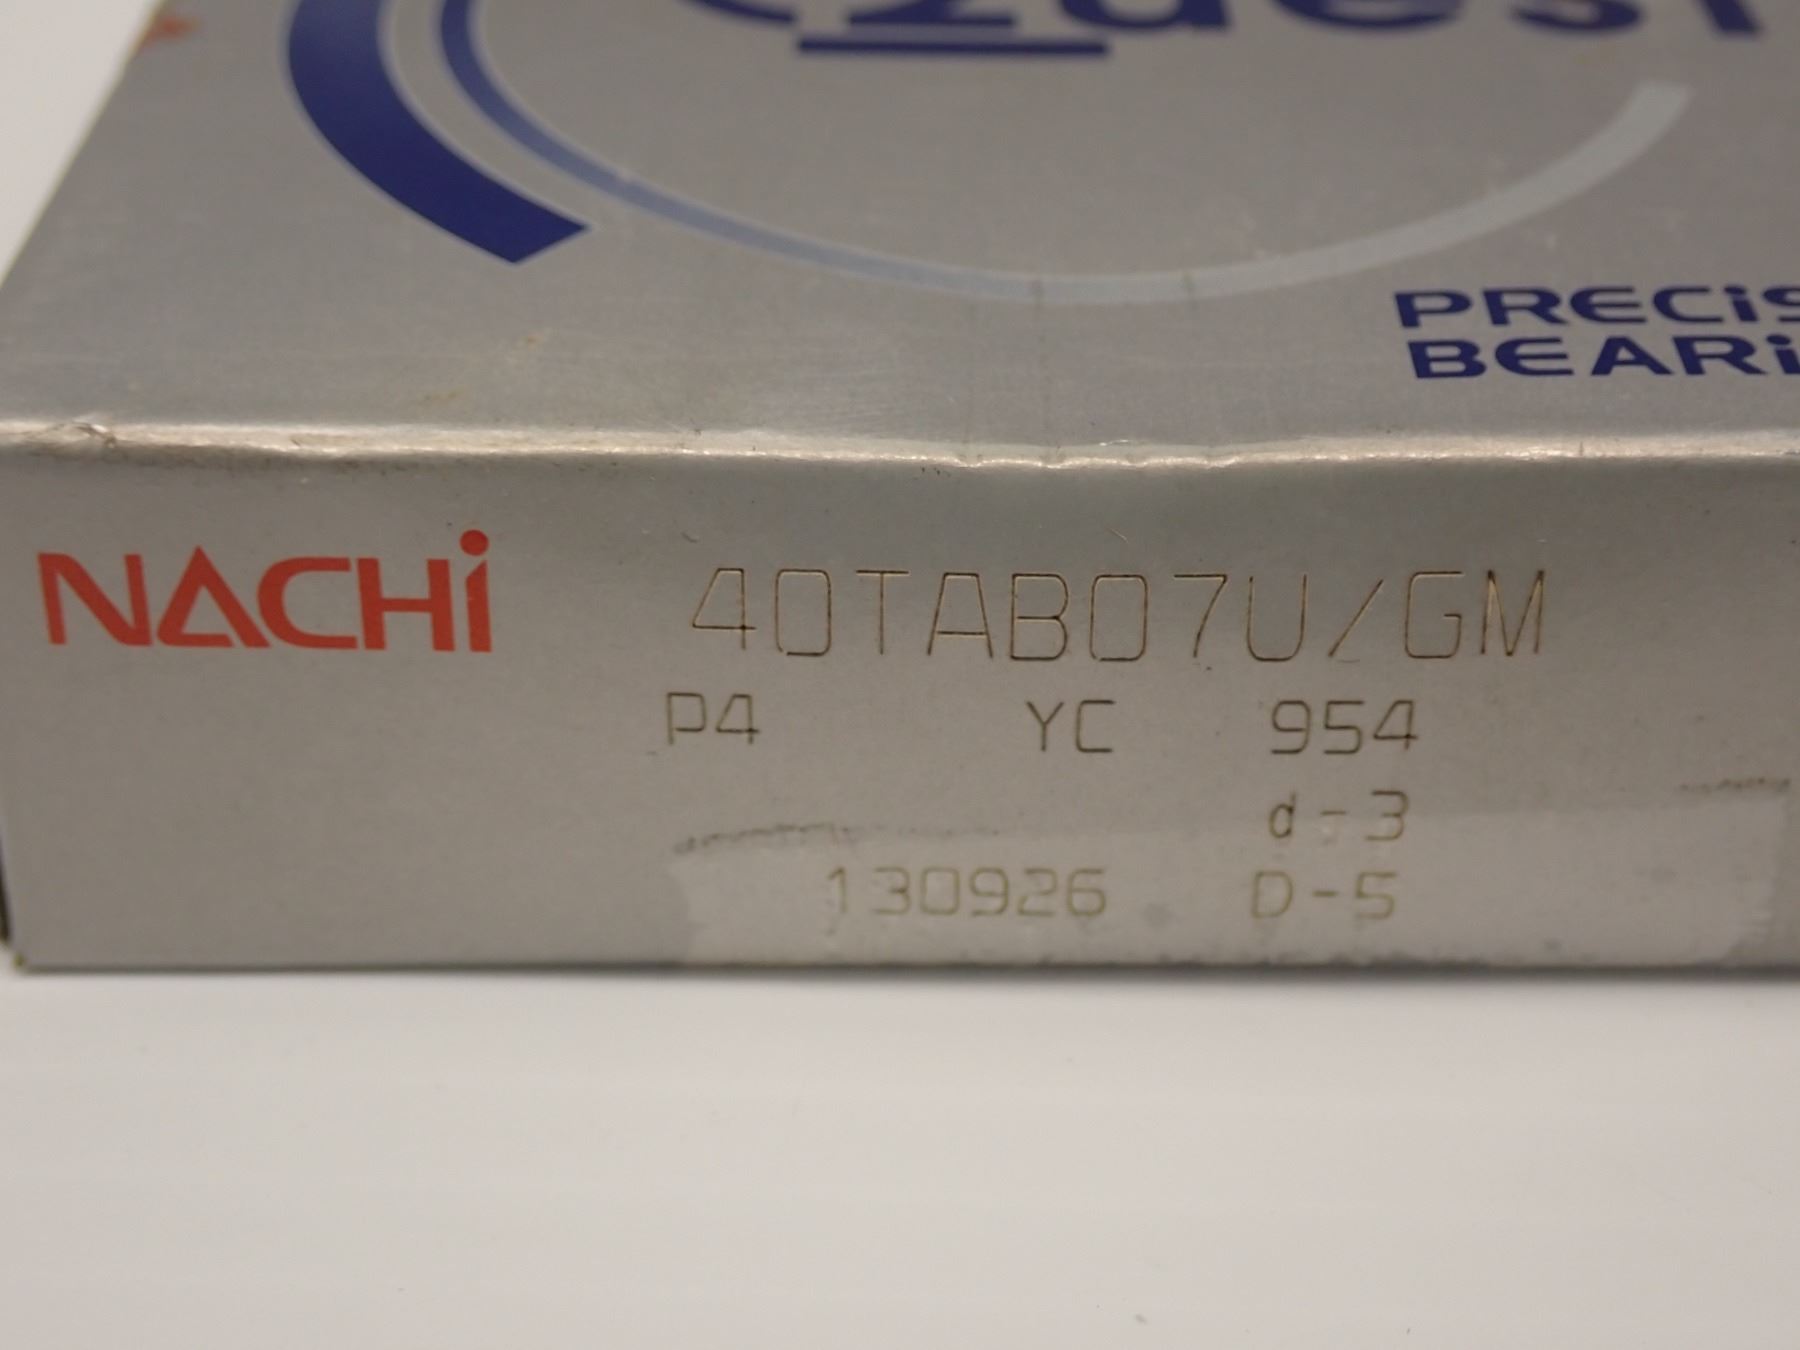 PRECiS
BEARi
NACHi
40TAB07U/GM
P4 YC 954
d-3
130926 D-5